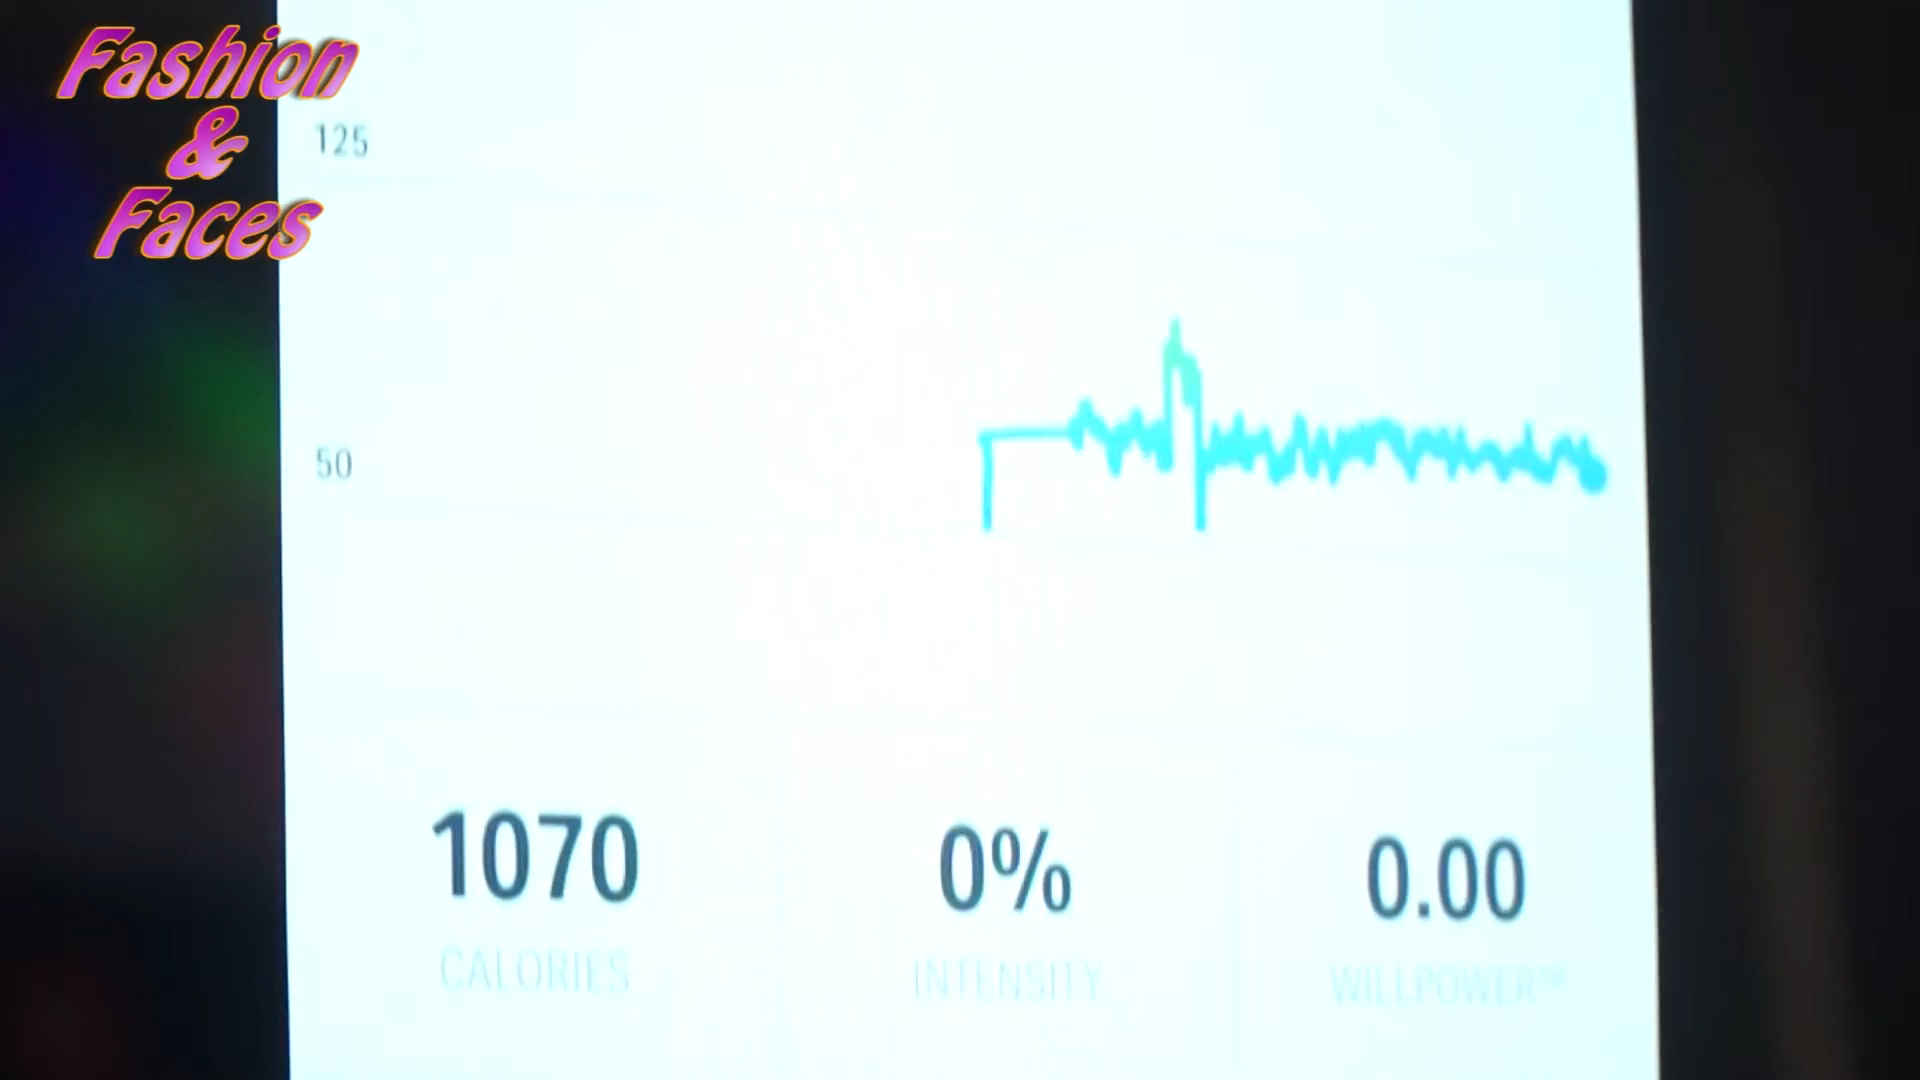 Fashion
&
Faces
125
50
1070
0%
0.00
CALORIES
INTENSITY
WILLPOWER™